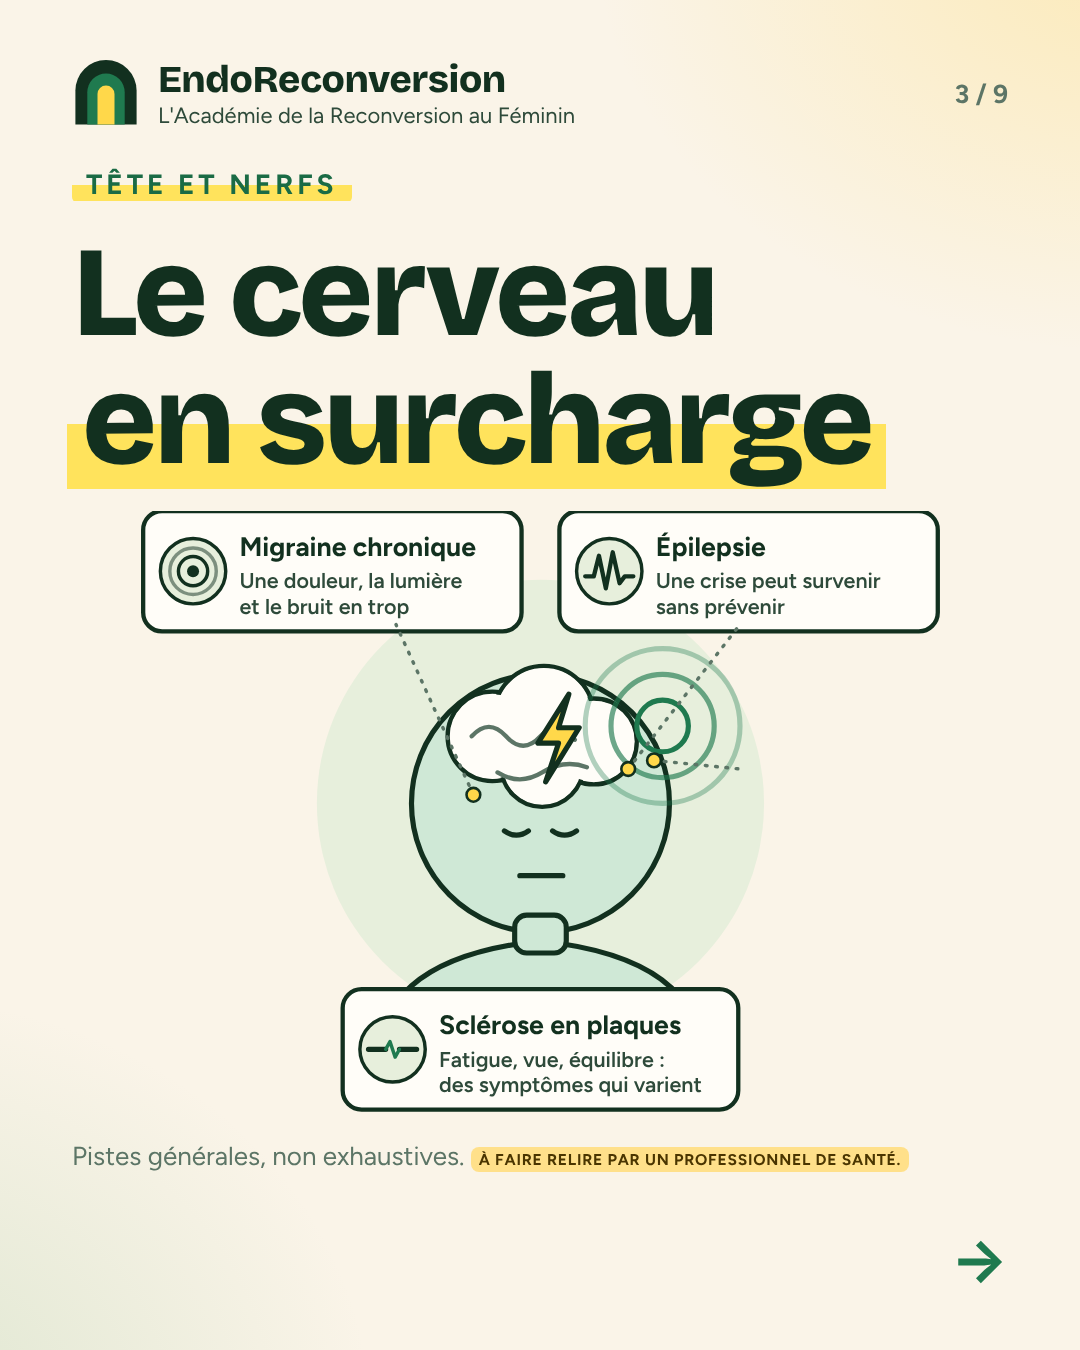 EndoReconversion
L'Académie de la Reconversion au Féminin
3 / 9
TÊTE ET NERFS
Le cerveau
en surcharge
Migraine chronique
Une douleur, la lumière
et le bruit en trop
Épilepsie
Une crise peut survenir
sans prévenir
Sclérose en plaques
Fatigue, vue, équilibre :
des symptômes qui varient
Pistes générales, non exhaustives. À FAIRE RELIRE PAR UN PROFESSIONNEL DE SANTÉ.